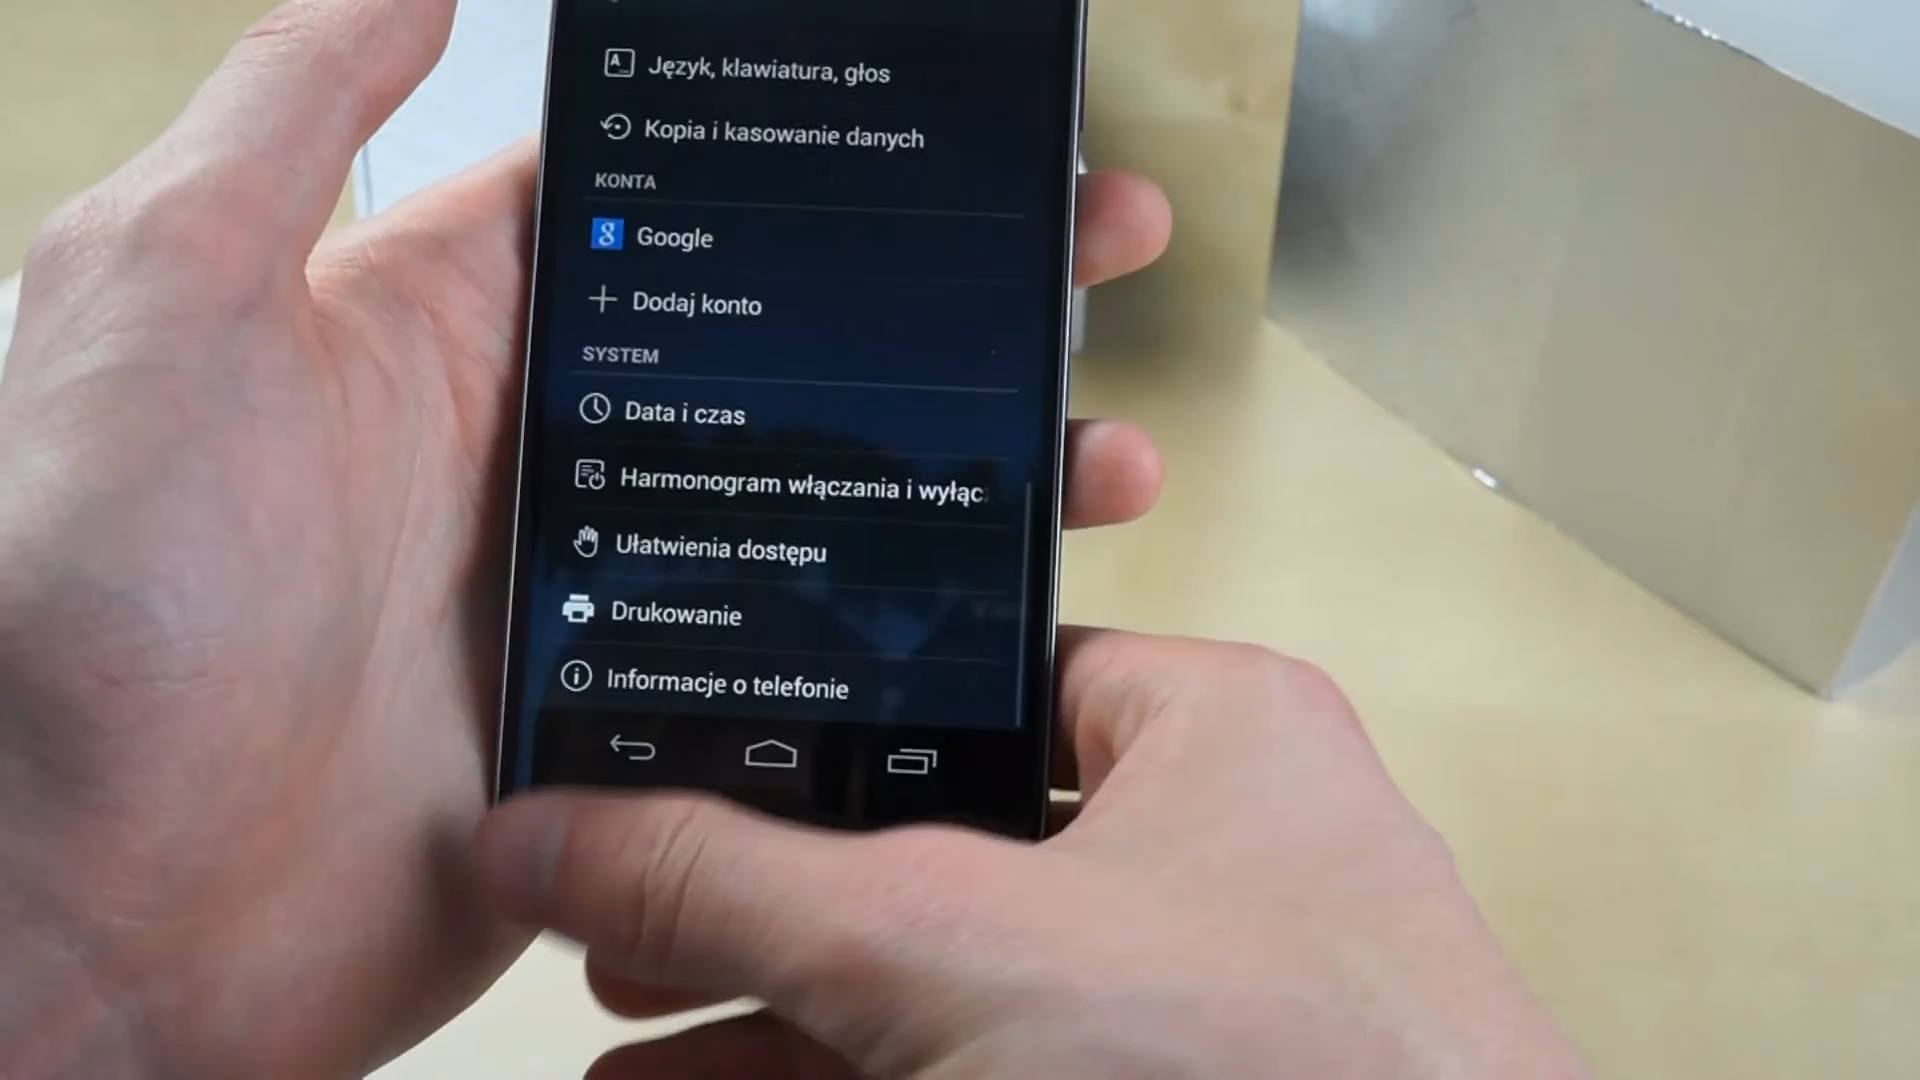 Język, klawiatura, głos
Kopia i kasowanie danych
KONTA
Google
Dodaj konto
SYSTEM
Data i czas
Harmonogram włączania i wyłącz
Ułatwienia dostępu
Drukowanie
Informacje o telefonie